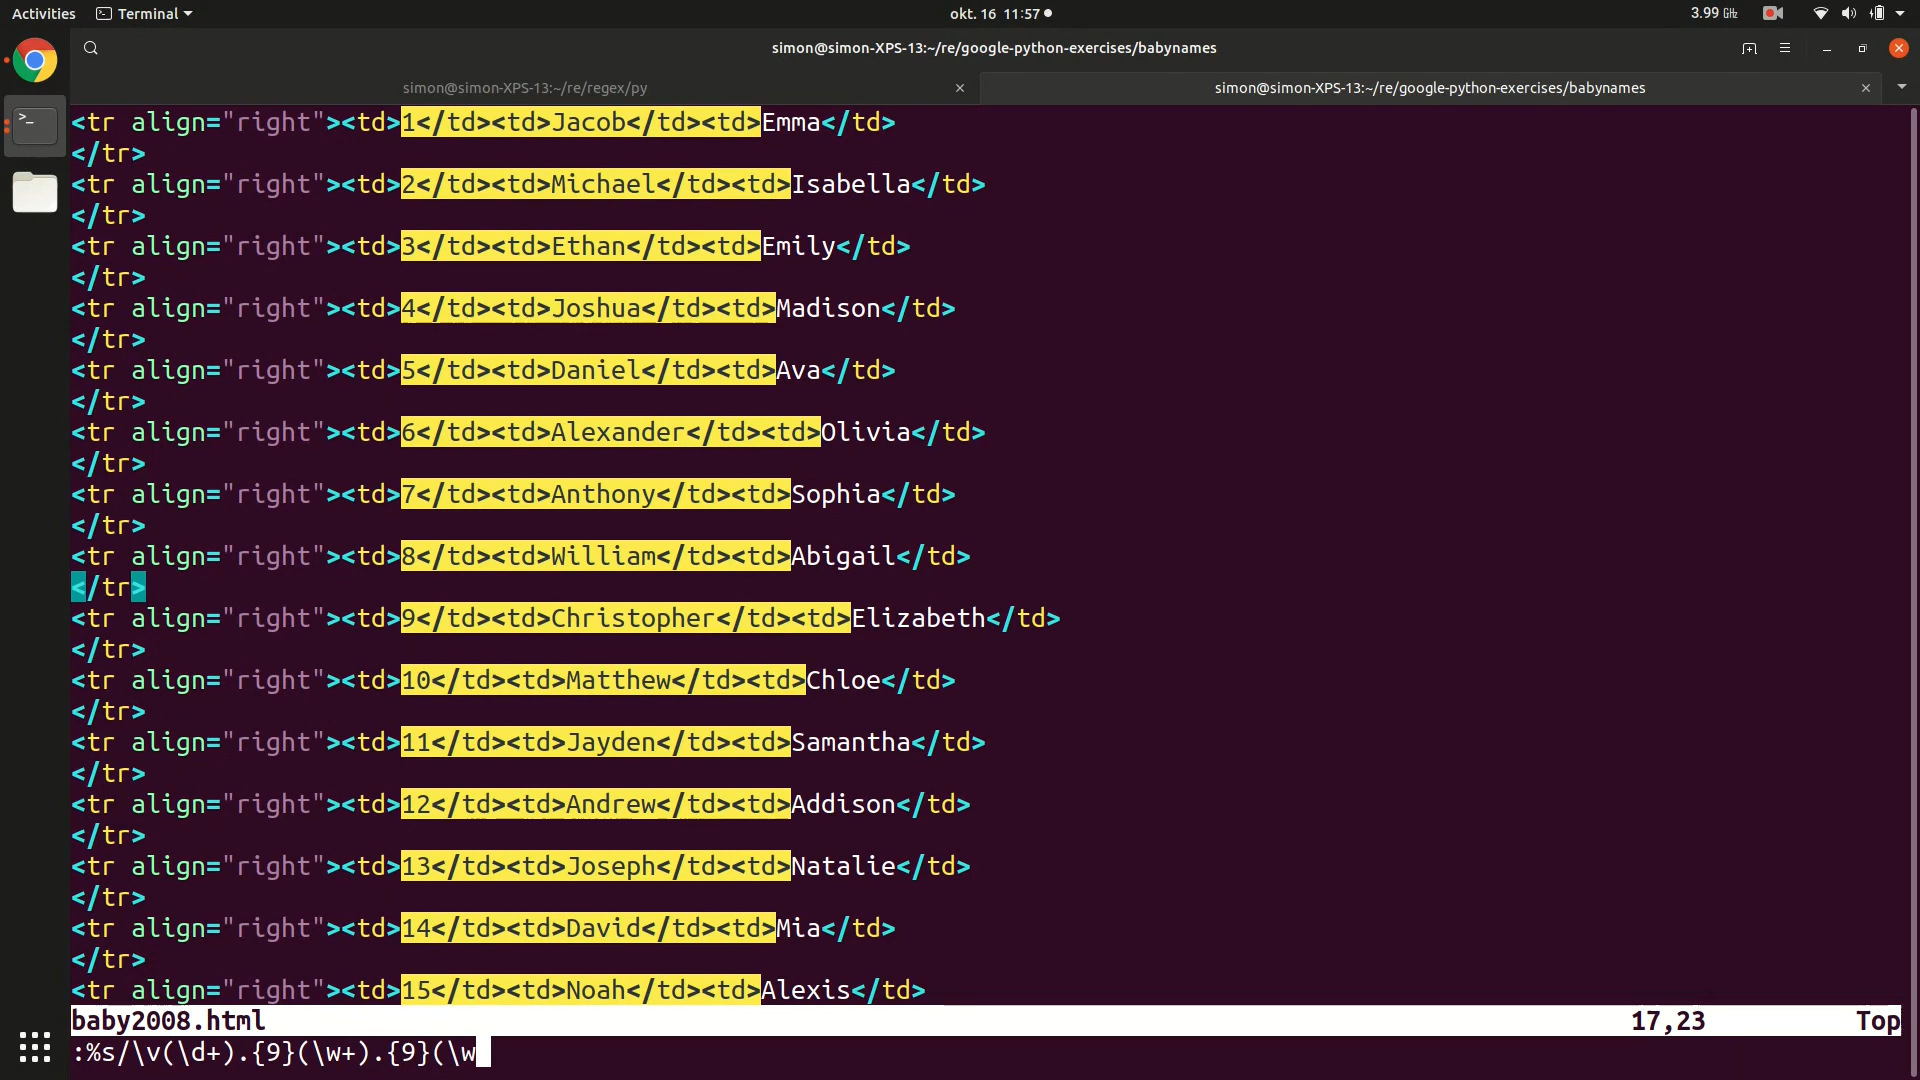 Activities Terminal okt. 16 11:57 3.99 GHz
simon@simon-XPS-13:~/re/google-python-exercises/babynames
simon@simon-XPS-13:~/re/regex/py simon@simon-XPS-13:~/re/google-python-exercises/babynames
<tr align="right"><td>1</td><td>Jacob</td><td>Emma</td>
</tr>
<tr align="right"><td>2</td><td>Michael</td><td>Isabella</td>
</tr>
<tr align="right"><td>3</td><td>Ethan</td><td>Emily</td>
</tr>
<tr align="right"><td>4</td><td>Joshua</td><td>Madison</td>
</tr>
<tr align="right"><td>5</td><td>Daniel</td><td>Ava</td>
</tr>
<tr align="right"><td>6</td><td>Alexander</td><td>Olivia</td>
</tr>
<tr align="right"><td>7</td><td>Anthony</td><td>Sophia</td>
</tr>
<tr align="right"><td>8</td><td>William</td><td>Abigail</td>
</tr>
<tr align="right"><td>9</td><td>Christopher</td><td>Elizabeth</td>
</tr>
<tr align="right"><td>10</td><td>Matthew</td><td>Chloe</td>
</tr>
<tr align="right"><td>11</td><td>Jayden</td><td>Samantha</td>
</tr>
<tr align="right"><td>12</td><td>Andrew</td><td>Addison</td>
</tr>
<tr align="right"><td>13</td><td>Joseph</td><td>Natalie</td>
</tr>
<tr align="right"><td>14</td><td>David</td><td>Mia</td>
</tr>
<tr align="right"><td>15</td><td>Noah</td><td>Alexis</td>
baby2008.html 17,23 Top
:%s/\v(\d+).{9}(\w+).{9}(\w